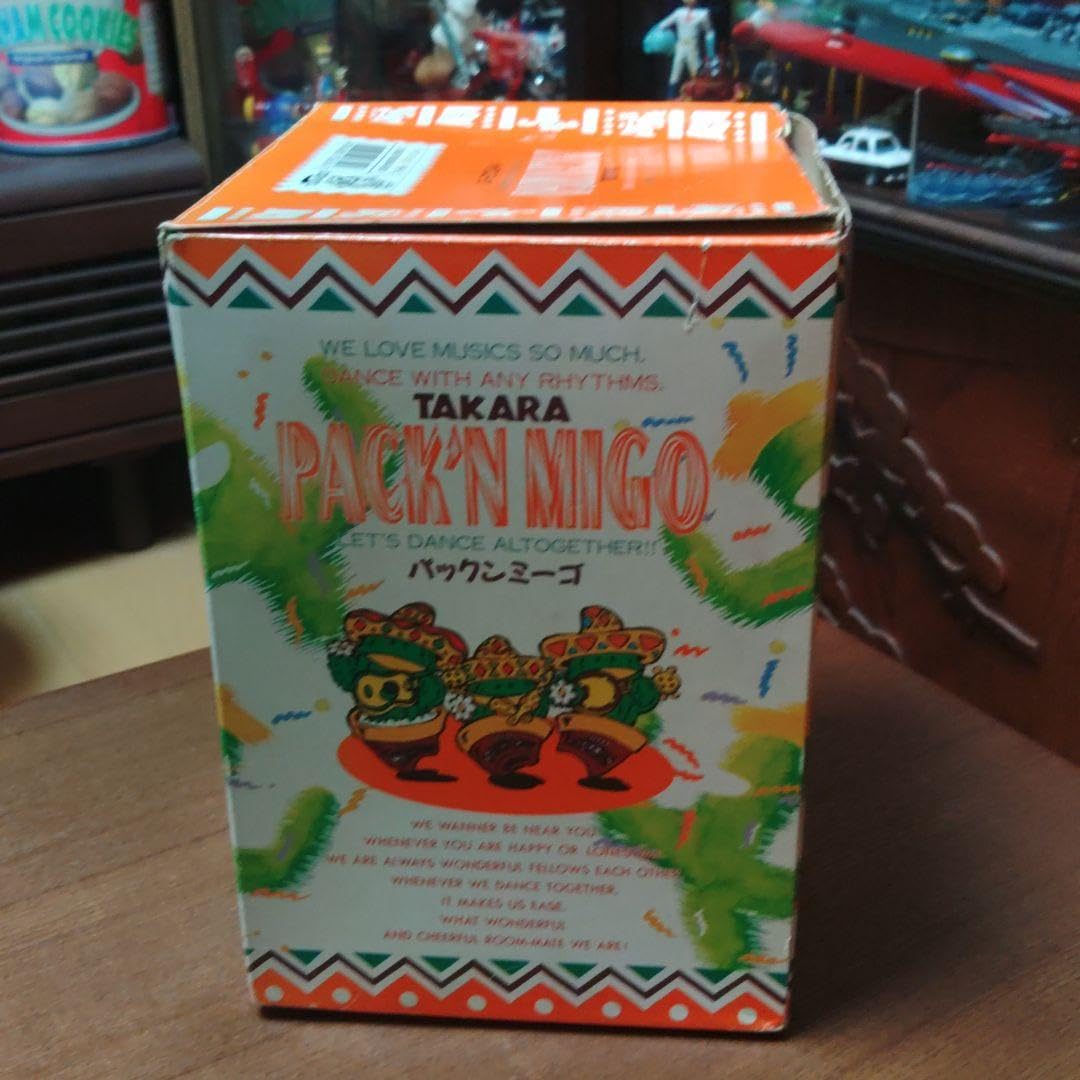 COOKIES
WE LOVE MUSICS SO MUCH.
DANCE WITH ANY RHYTHMS.
TAKARA
PACK'N MIGO
LET'S DANCE ALTOGETHER!!
パックンミーゴ
WE WANNER BE NEAR YOU
WHENEVER YOU ARE HAPPY OR LONESOME
WE ARE ALWAYS WONDERFUL FELLOWS EACH OTHER
WHENEVER WE DANCE TOGETHER.
IT MAKES US EASE.
WHAT WONDERFUL
AND CHEERFUL ROOM-MATE WE ARE!